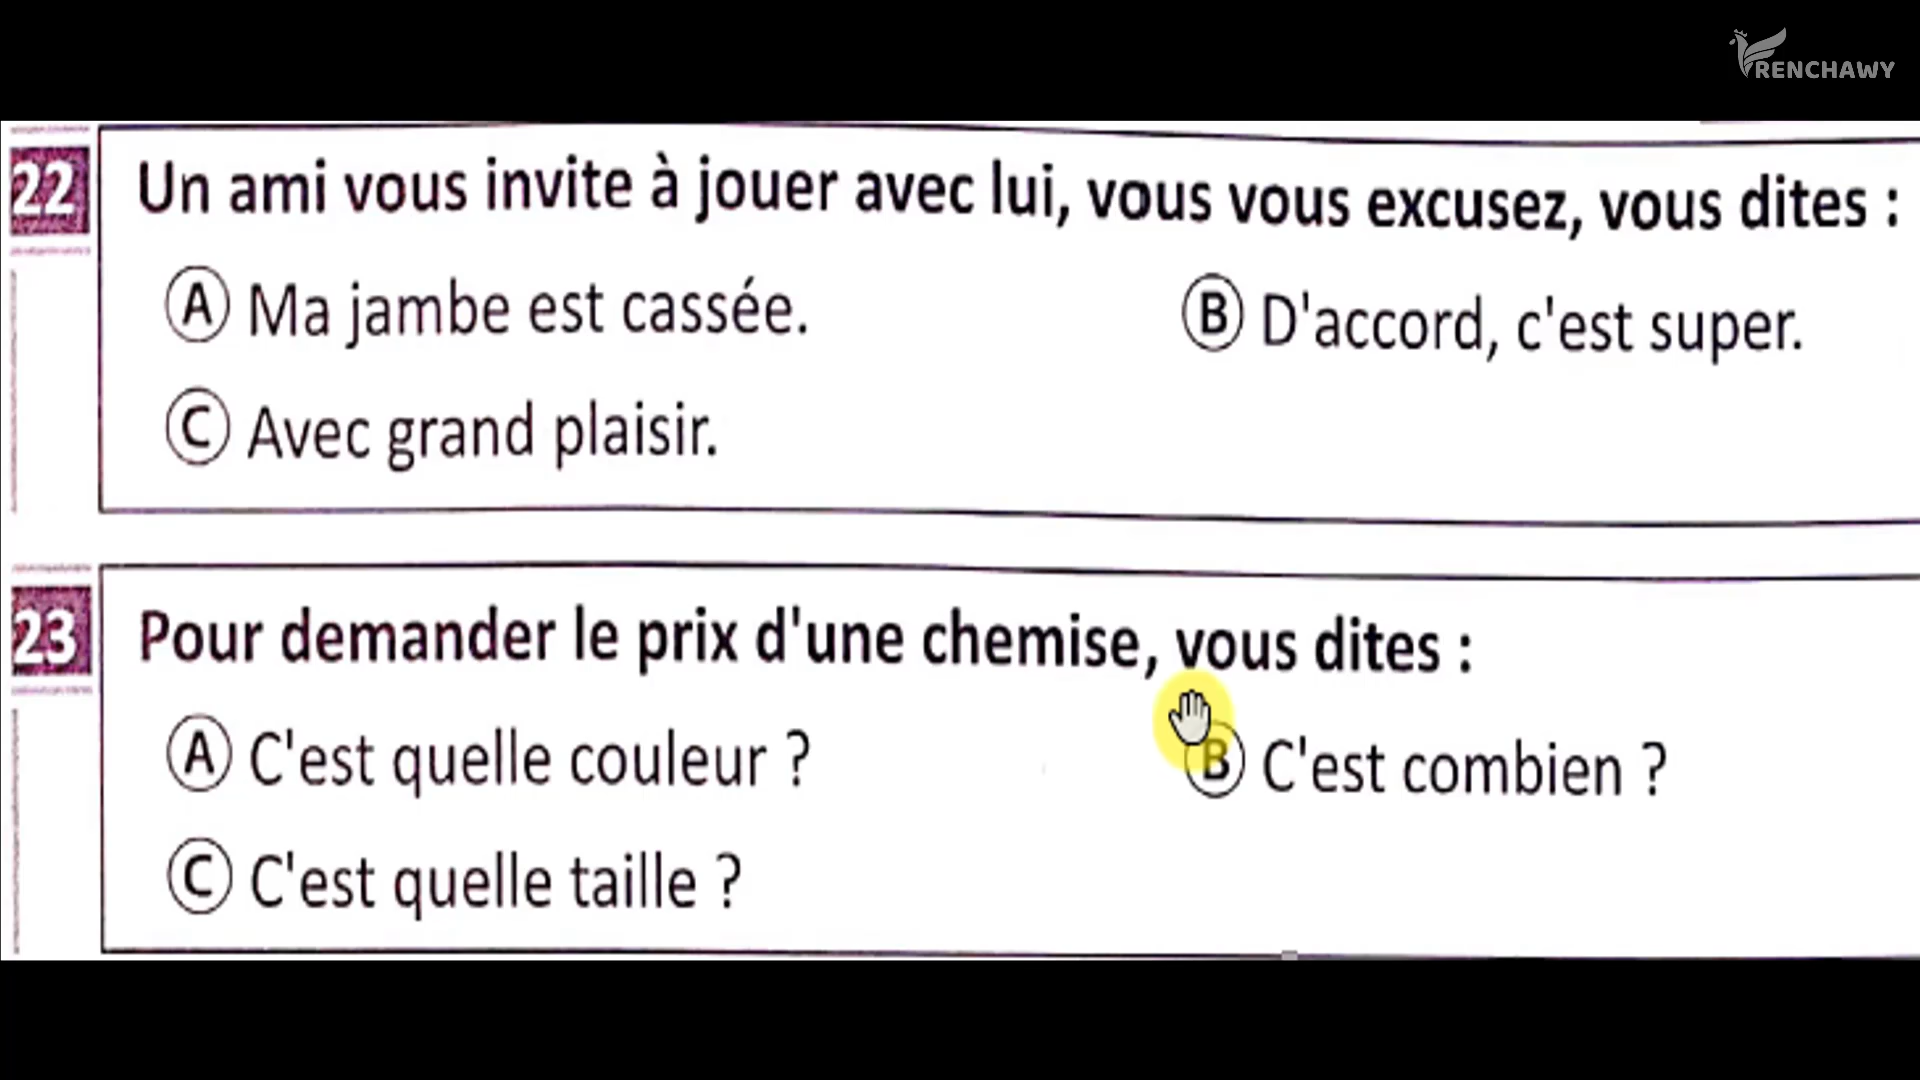 RENCHAWY
22 Un ami vous invite à jouer avec lui, vous vous excusez, vous dites :
A Ma jambe est cassée. B D'accord, c'est super.
C Avec grand plaisir.
23 Pour demander le prix d'une chemise, vous dites :
A C'est quelle couleur ? B C'est combien ?
C C'est quelle taille ?